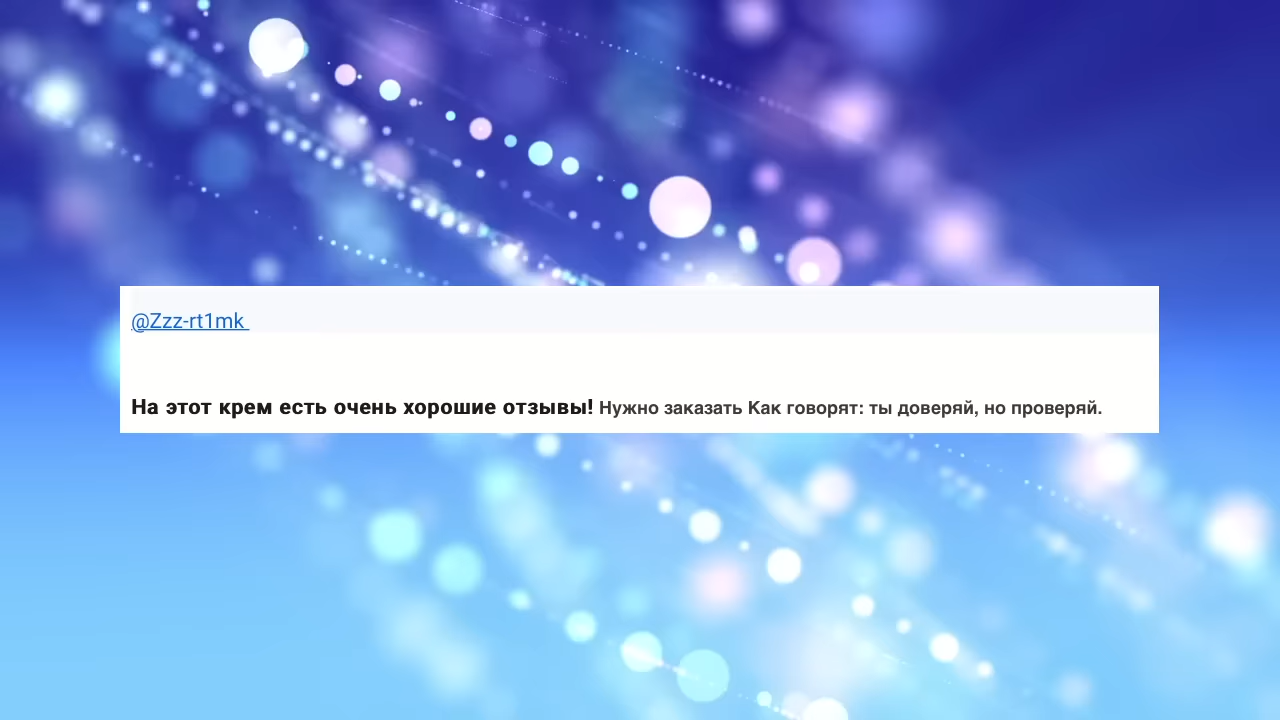 @Zzz-rt1mk
На этот крем есть очень хорошие отзывы! Нужно заказать Как говорят: ты доверяй, но проверяй.